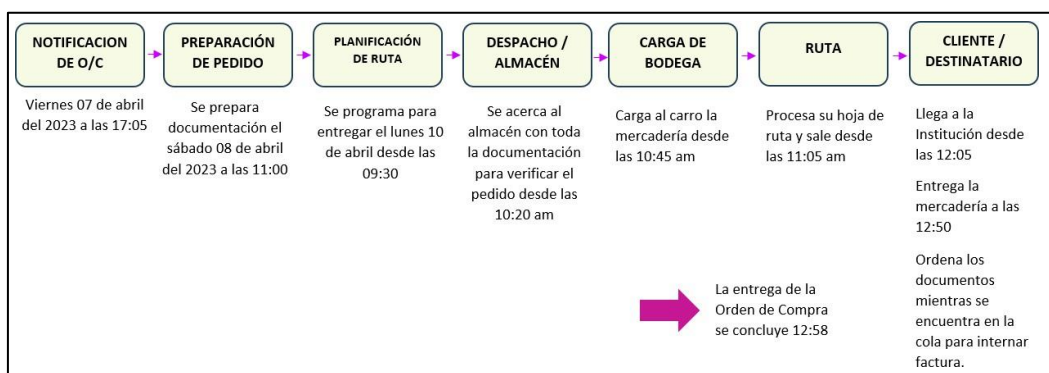 NOTIFICACION
DE O/C
Viernes 07 de abril
del 2023 a las 17:05
PREPARACIÓN
DE PEDIDO
Se prepara
documentación el
sábado 08 de abril
del 2023 a las 11:00
PLANIFICACIÓN
DE RUTA
Se programa para
entregar el lunes 10
de abril desde las
09:30
DESPACHO /
ALMACÉN
Se acerca al
almacén con toda
la documentación
para verificar el
pedido desde las
10:20 am
CARGA DE
BODEGA
Carga al carro la
mercadería desde
las 10:45 am
RUTA
Procesa su hoja de
ruta y sale desde
las 11:05 am
CLIENTE /
DESTINATARIO
Llega a la
Institución desde
las 12:05
Entrega la
mercadería a las
12:50
Ordena los
documentos
mientras se
encuentra en la
cola para internar
factura.
La entrega de la
Orden de Compra
se concluye 12:58